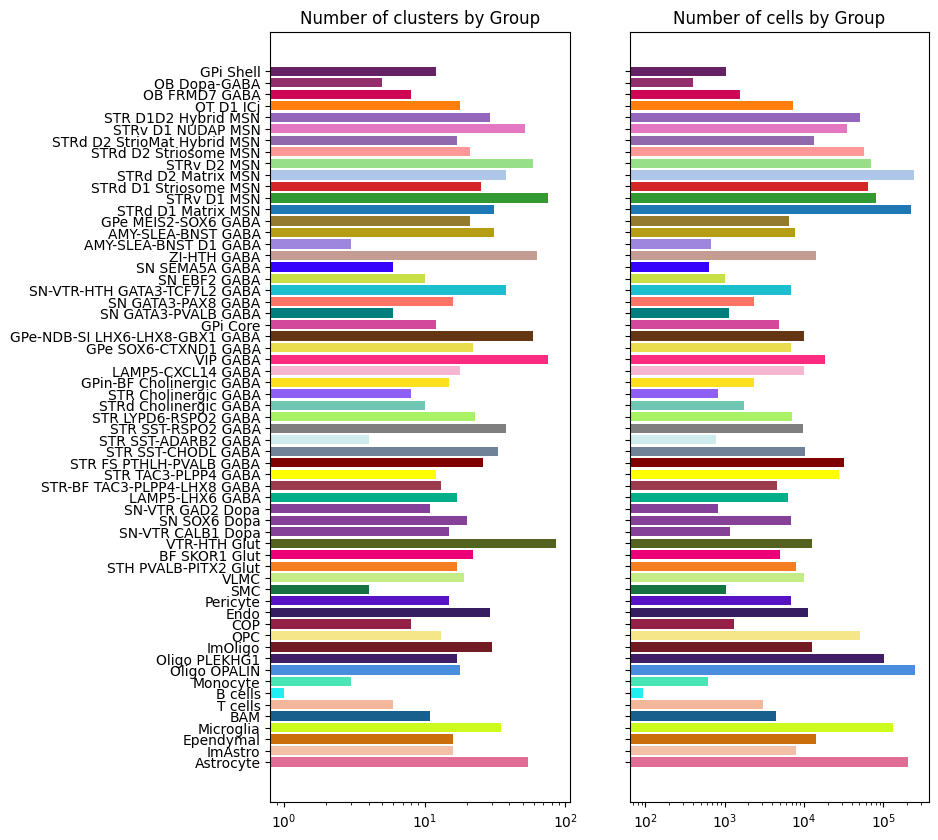 Number of clusters by Group
Number of cells by Group
GPi Shell
OB Dopa-GABA
OB FRMD7 GABA
OT D1 ICj
STR D1D2 Hybrid MSN
STRv D1 NUDAP MSN
STRd D2 StrioMat Hybrid MSN
STRd D2 Striosome MSN
STRv D2 MSN
STRd D2 Matrix MSN
STRd D1 Striosome MSN
STRv D1 MSN
STRd D1 Matrix MSN
GPe MEIS2-SOX6 GABA
AMY-SLEA-BNST GABA
AMY-SLEA-BNST D1 GABA
ZI-HTH GABA
SN SEMA5A GABA
SN EBF2 GABA
SN-VTR-HTH GATA3-TCF7L2 GABA
SN GATA3-PAX8 GABA
SN GATA3-PVALB GABA
GPi Core
GPe-NDB-SI LHX6-LHX8-GBX1 GABA
GPe SOX6-CTXND1 GABA
VIP GABA
LAMP5-CXCL14 GABA
GPin-BF Cholinergic GABA
STR Cholinergic GABA
STRd Cholinergic GABA
STR LYPD6-RSPO2 GABA
STR SST-RSPO2 GABA
STR SST-ADARB2 GABA
STR SST-CHODL GABA
STR FS PTHLH-PVALB GABA
STR TAC3-PLPP4 GABA
STR-BF TAC3-PLPP4-LHX8 GABA
LAMP5-LHX6 GABA
SN-VTR GAD2 Dopa
SN SOX6 Dopa
SN-VTR CALB1 Dopa
VTR-HTH Glut
BF SKOR1 Glut
STH PVALB-PITX2 Glut
VLMC
SMC
Pericyte
Endo
COP
OPC
ImOligo
Oligo PLEKHG1
Oligo OPALIN
Monocyte
B cells
T cells
BAM
Microglia
Ependymal
ImAstro
Astrocyte
10⁰ 10¹ 10²
10² 10³ 10⁴ 10⁵